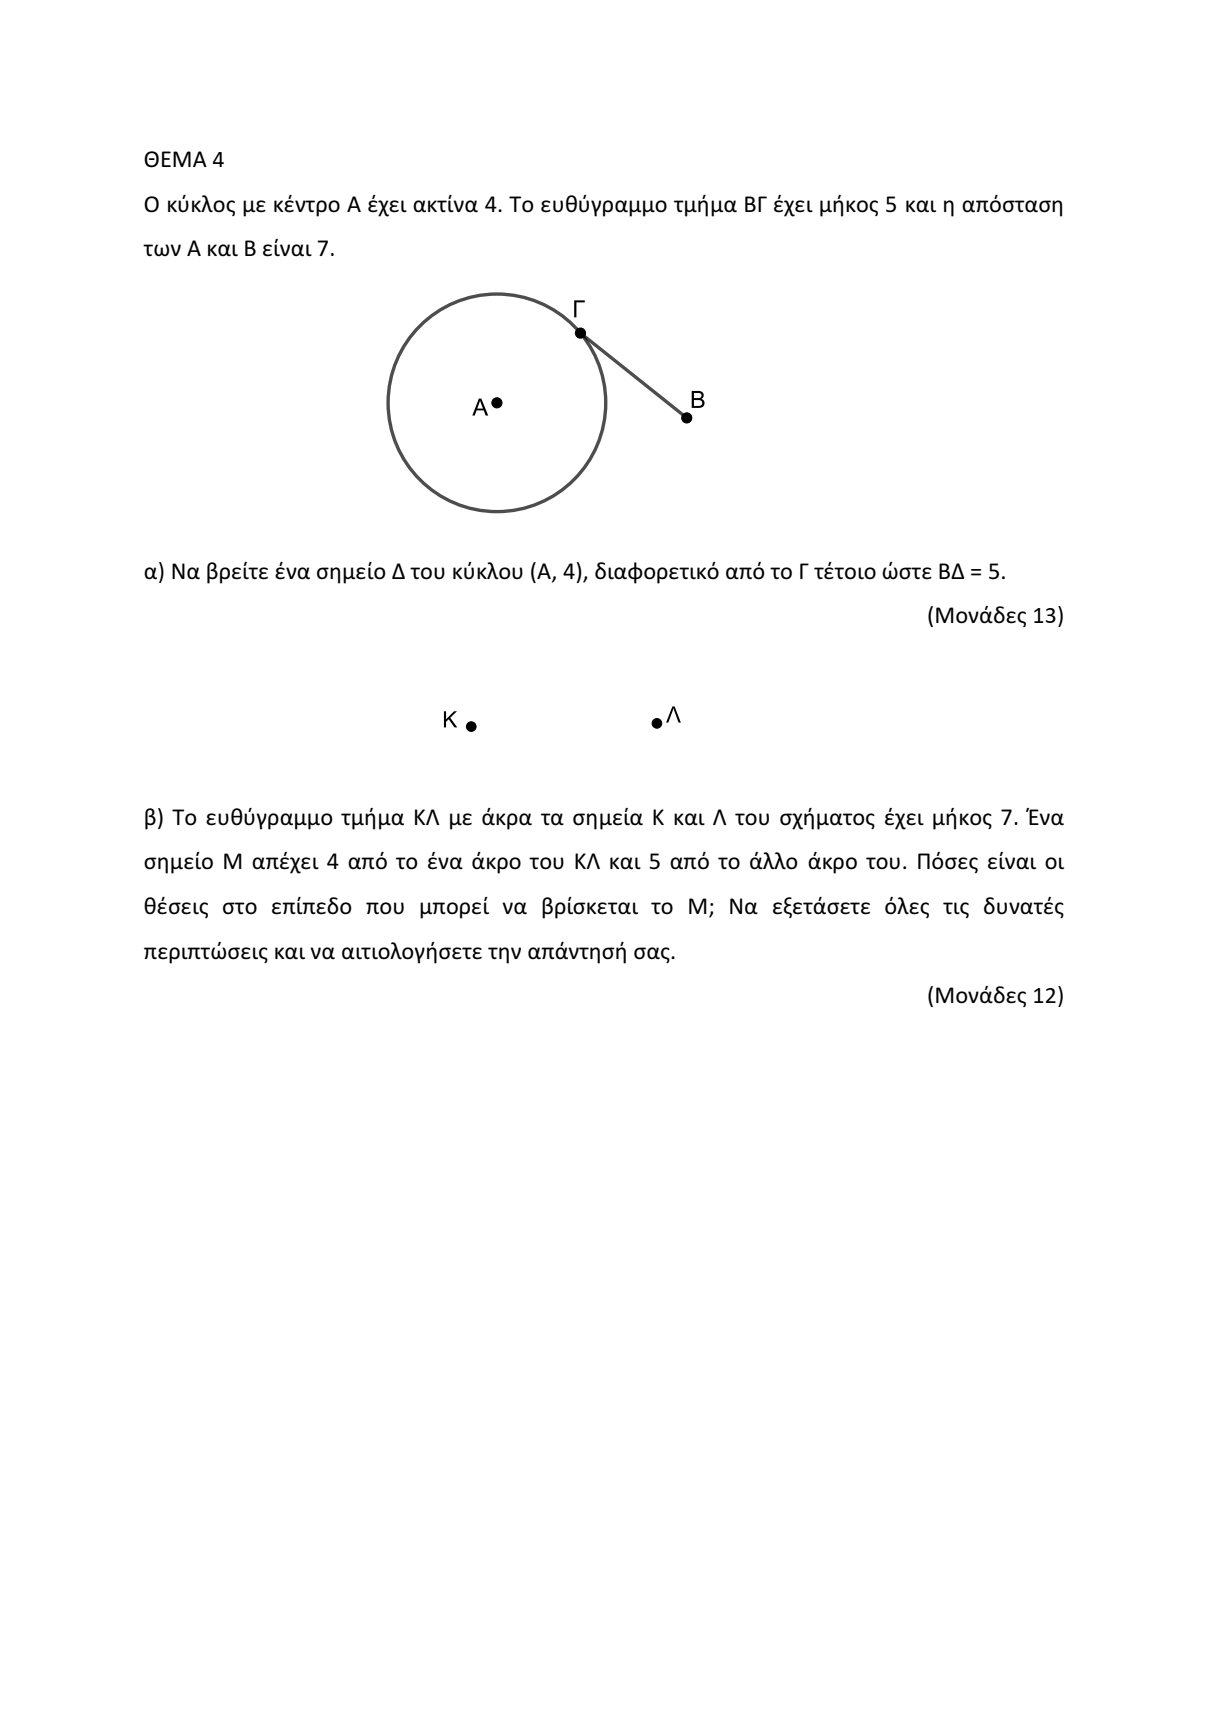 ΘΕΜΑ 4
Ο κύκλος με κέντρο Α έχει ακτίνα 4. Το ευθύγραμμο τμήμα ΒΓ έχει μήκος 5 και η απόσταση
των Α και Β είναι 7.
Γ
Α
Β
α) Να βρείτε ένα σημείο Δ του κύκλου (Α, 4), διαφορετικό από το Γ τέτοιο ώστε ΒΔ = 5.
(Μονάδες 13)
Κ
Λ
β) Το ευθύγραμμο τμήμα ΚΛ με άκρα τα σημεία Κ και Λ του σχήματος έχει μήκος 7. Ένα
σημείο Μ απέχει 4 από το ένα άκρο του ΚΛ και 5 από το άλλο άκρο του. Πόσες είναι οι
θέσεις στο επίπεδο που μπορεί να βρίσκεται το Μ; Να εξετάσετε όλες τις δυνατές
περιπτώσεις και να αιτιολογήσετε την απάντησή σας.
(Μονάδες 12)